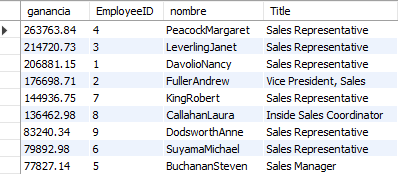 ganancia EmployeeID nombre Title
263763.84 4 PeacockMargaret Sales Representative
214720.73 3 LeverlingJanet Sales Representative
206881.15 1 DavolioNancy Sales Representative
176698.71 2 FullerAndrew Vice President, Sales
144936.75 7 KingRobert Sales Representative
136462.98 8 CallahanLaura Inside Sales Coordinator
83240.34 9 DodsworthAnne Sales Representative
79892.98 6 SuyamaMichael Sales Representative
77827.14 5 BuchananSteven Sales Manager